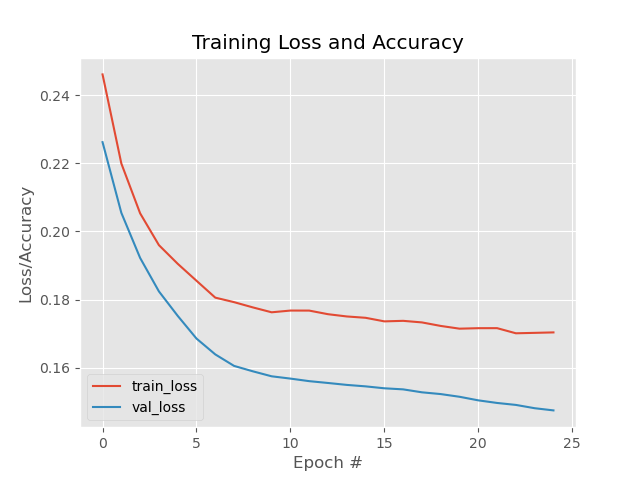 Training Loss and Accuracy
Loss/Accuracy
0.24
0.22
0.20
0.18
0.16
train_loss
val_loss
0 5 10 15 20 25
Epoch #